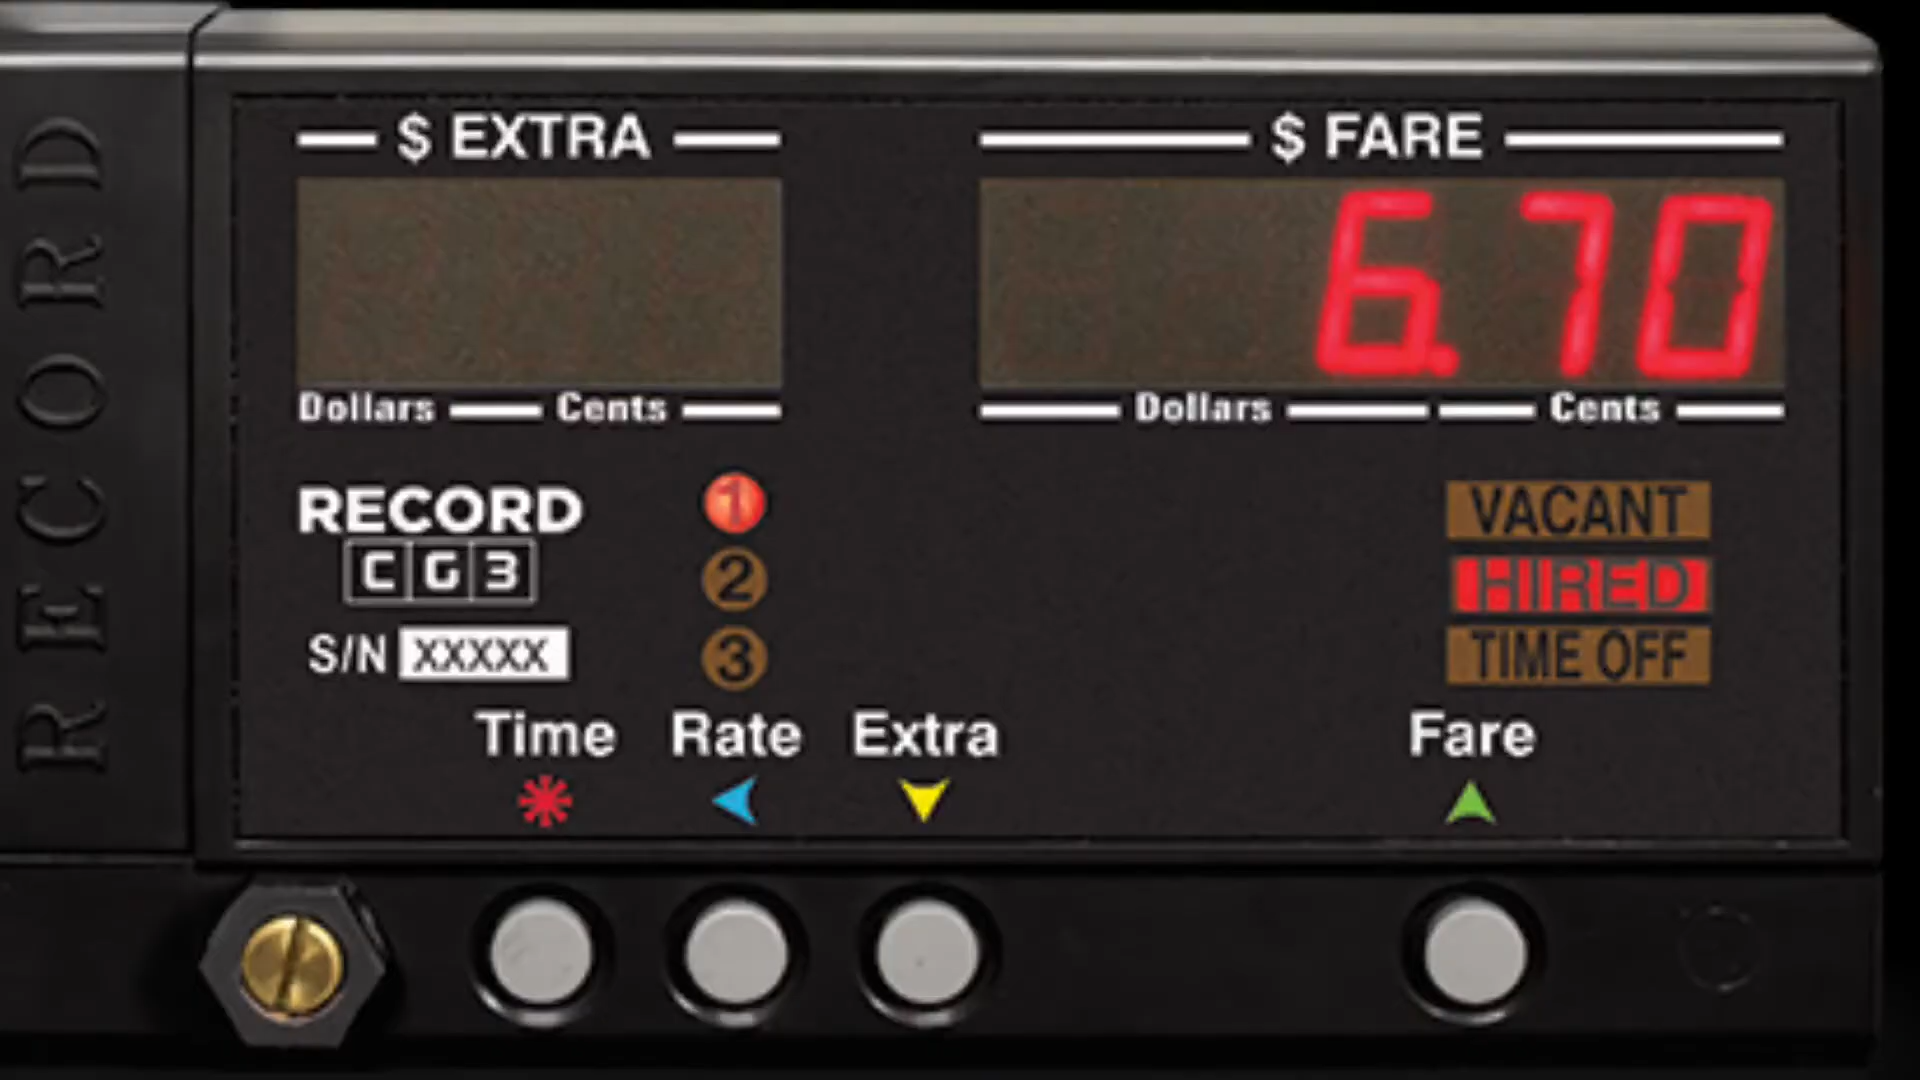 RECORD
$ EXTRA
$ FARE
6.70
Dollars Cents
Dollars Cents
RECORD
CG3
S/N XXXXX
1
2
3
VACANT
HIRED
TIME OFF
Time Rate Extra Fare